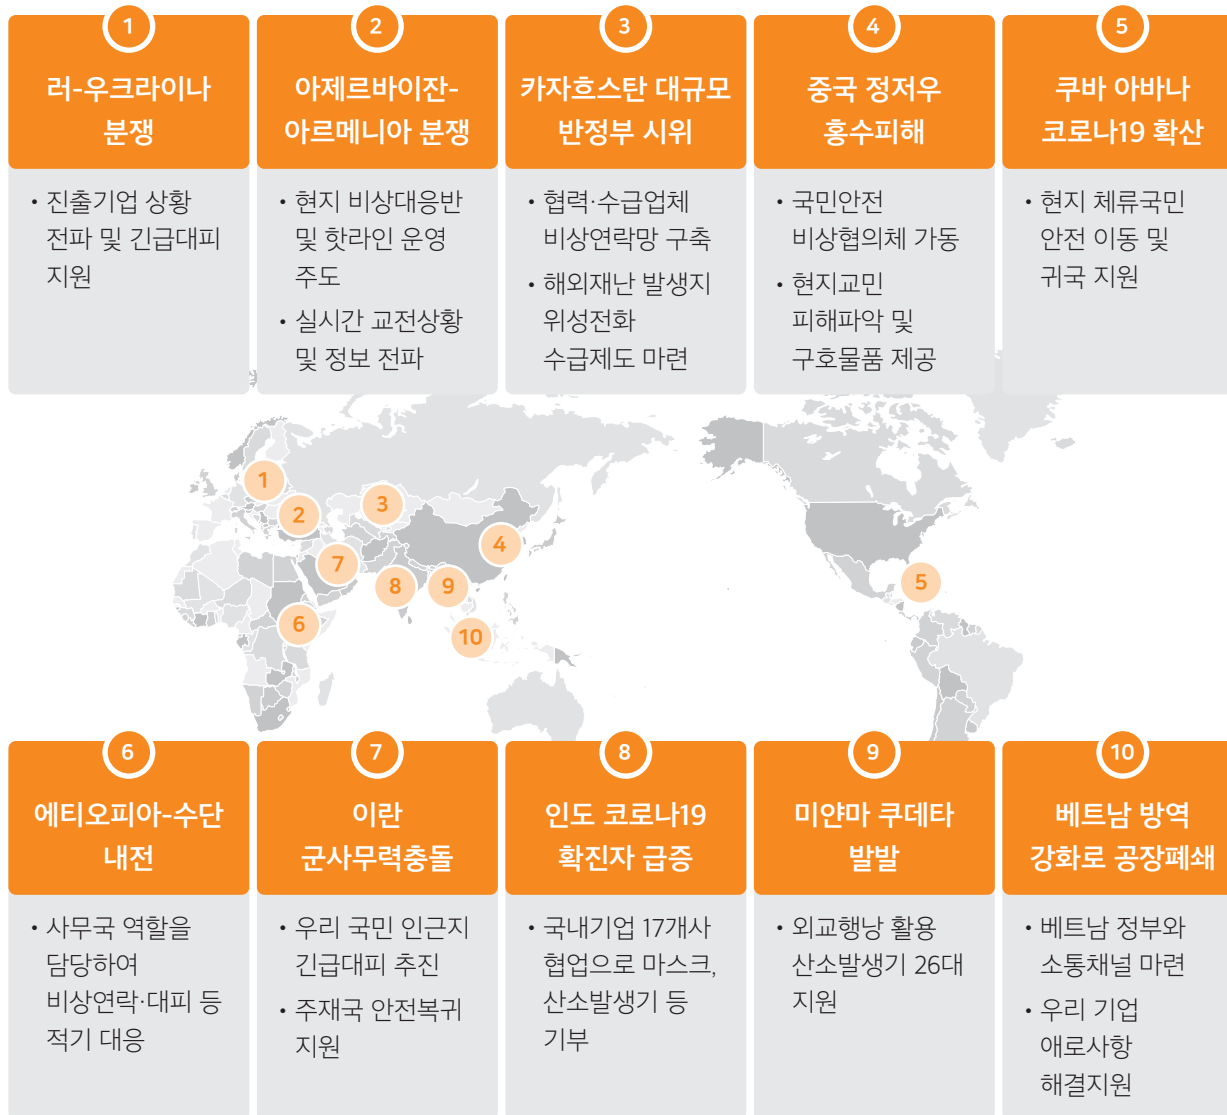 1
러-우크라이나
분쟁
• 진출기업 상황
전파 및 긴급대피
지원
2
아제르바이잔-
아르메니아 분쟁
• 현지 비상대응반
및 핫라인 운영
주도
• 실시간 교전상황
및 정보 전파
3
카자흐스탄 대규모
반정부 시위
• 협력·수급업체
비상연락망 구축
• 해외재난 발생지
위성전화
수급제도 마련
4
중국 정저우
홍수피해
• 국민안전
비상협의체 가동
• 현지교민
피해파악 및
구호물품 제공
5
쿠바 아바나
코로나19 확산
• 현지 체류국민
안전 이동 및
귀국 지원
1
2
3
4
7
8
9
5
6
10
6
에티오피아-수단
내전
• 사무국 역할을
담당하여
비상연락·대피 등
적기 대응
7
이란
군사무력충돌
• 우리 국민 인근지
긴급대피 추진
• 주재국 안전복귀
지원
8
인도 코로나19
확진자 급증
• 국내기업 17개사
협업으로 마스크,
산소발생기 등
기부
9
미얀마 쿠데타
발발
• 외교행낭 활용
산소발생기 26대
지원
10
베트남 방역
강화로 공장폐쇄
• 베트남 정부와
소통채널 마련
• 우리 기업
애로사항
해결지원